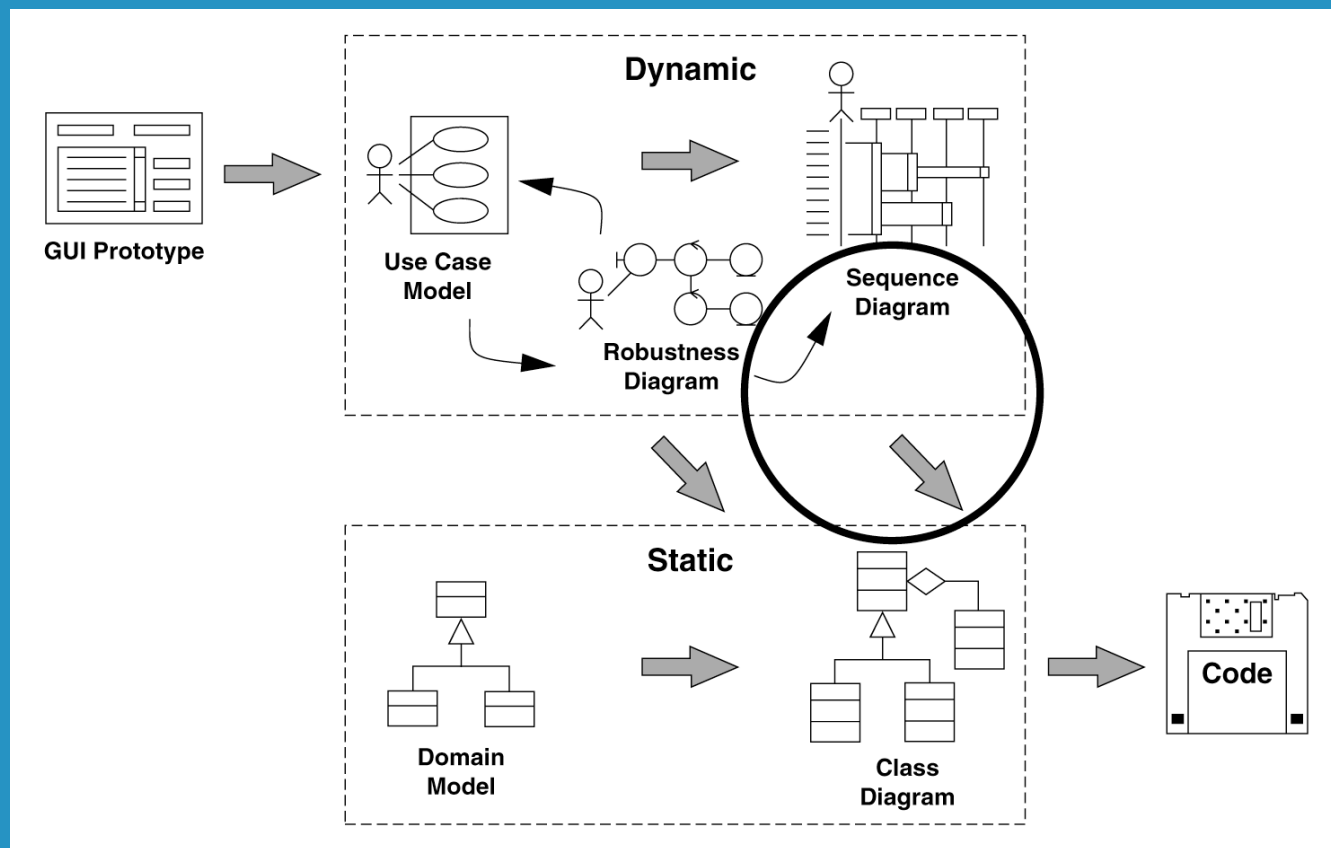 Dynamic
GUI Prototype
Use Case
Model
Sequence
Diagram
Robustness
Diagram
Static
Code
Domain
Model
Class
Diagram